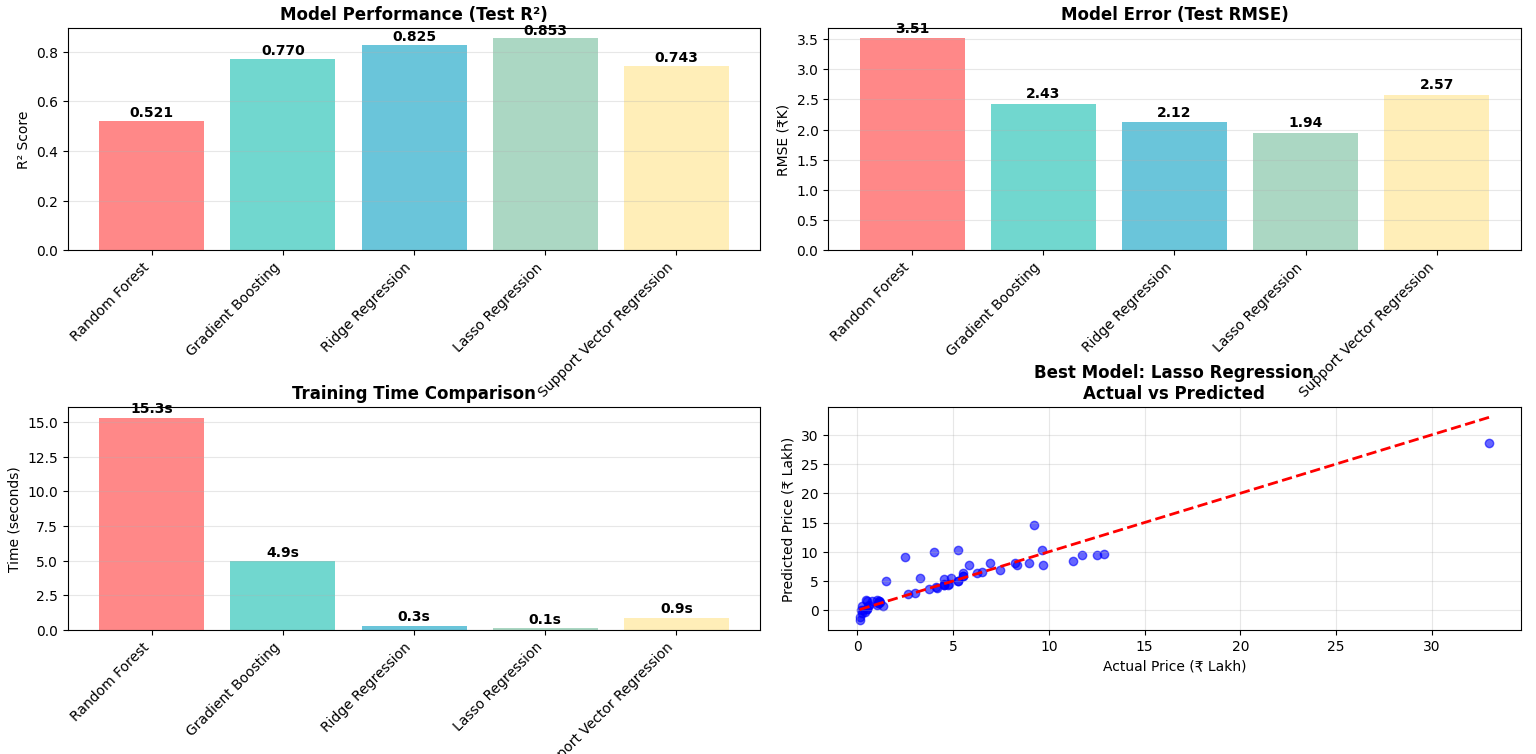 Model Performance (Test R²)
R² Score
0.8
0.6
0.4
0.2
0.0
0.521
0.770
0.825
0.853
0.743
Random Forest
Gradient Boosting
Ridge Regression
Lasso Regression
Support Vector Regression
Model Error (Test RMSE)
RMSE (₹K)
3.5
3.0
2.5
2.0
1.5
1.0
0.5
0.0
3.51
2.43
2.12
1.94
2.57
Random Forest
Gradient Boosting
Ridge Regression
Lasso Regression
Support Vector Regression
Training Time Comparison
Time (seconds)
15.0
12.5
10.0
7.5
5.0
2.5
0.0
15.3s
4.9s
0.3s
0.1s
0.9s
Random Forest
Gradient Boosting
Ridge Regression
Lasso Regression
port Vector Regression
Best Model: Lasso Regression
Actual vs Predicted
Predicted Price (₹ Lakh)
30
25
20
15
10
5
0
0 5 10 15 20 25 30
Actual Price (₹ Lakh)